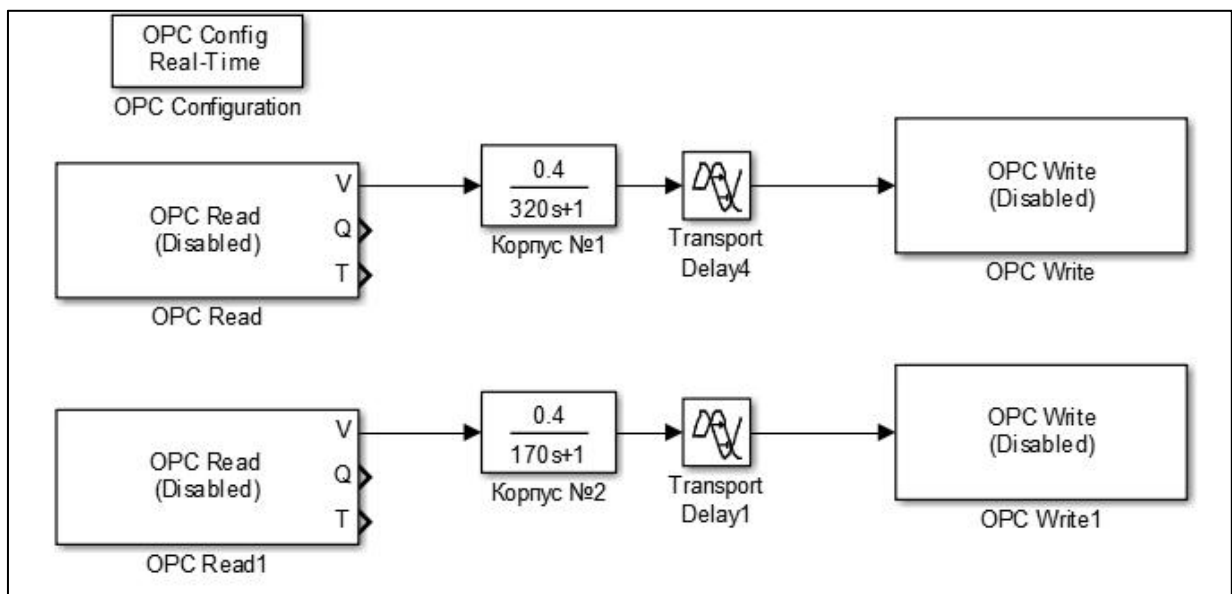 OPC Config
Real-Time
OPC Configuration
OPC Read
(Disabled)
V
Q
T
OPC Read
0.4
320s+1
Корпус №1
Transport
Delay4
OPC Write
(Disabled)
OPC Write
OPC Read
(Disabled)
V
Q
T
OPC Read1
0.4
170s+1
Корпус №2
Transport
Delay1
OPC Write
(Disabled)
OPC Write1